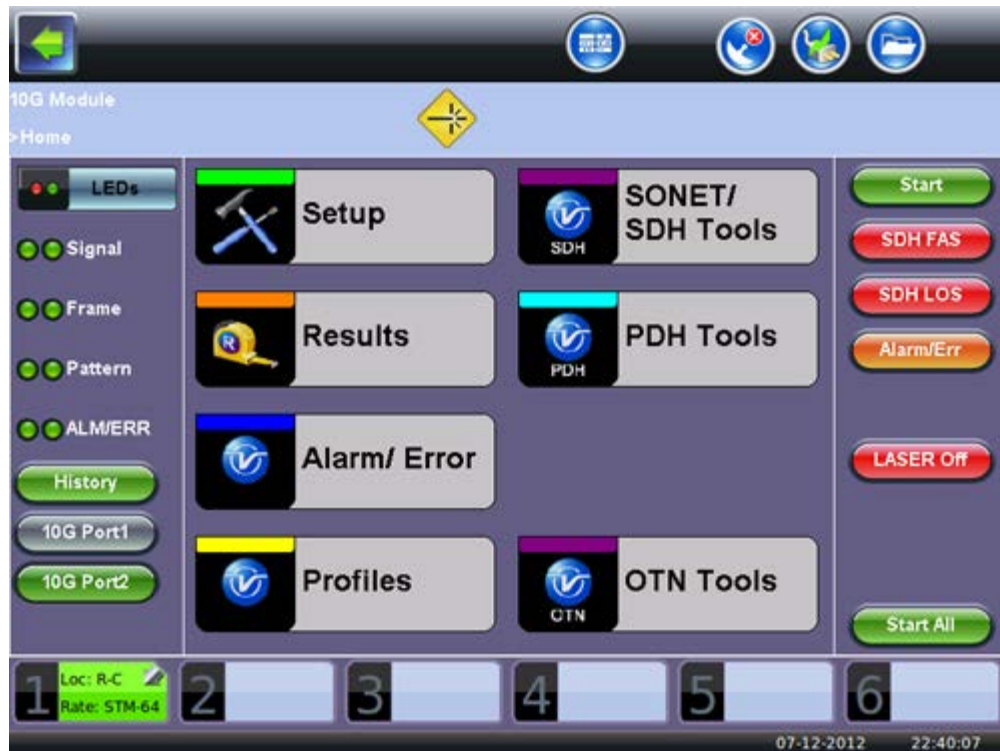 10G Module
>Home
LEDs
Signal
Frame
Pattern
ALM/ERR
History
10G Port1
10G Port2
Setup
SONET/
SDH Tools
SDH
Results
R
PDH Tools
PDH
Alarm/ Error
Profiles
OTN Tools
OTN
Start
SDH FAS
SDH LOS
Alarm/Err
LASER Off
Start All
1
Loc: R-C
Rate: STM-64
2
3
4
5
6
07-12-2012 22:40:07